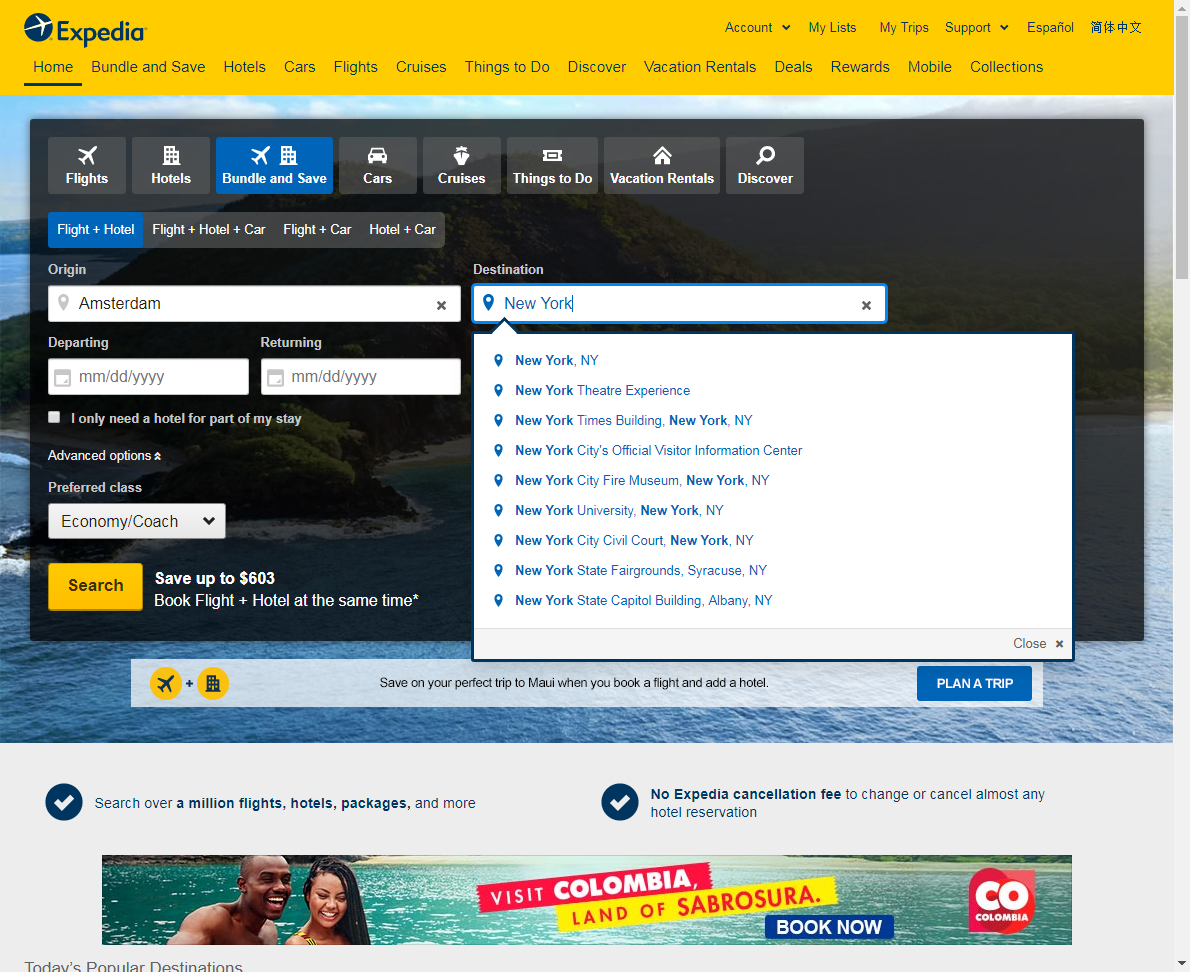 Expedia
Account My Lists My Trips Support Español 简体中文
Home Bundle and Save Hotels Cars Flights Cruises Things to Do Discover Vacation Rentals Deals Rewards Mobile Collections
Flights Hotels Bundle and Save Cars Cruises Things to Do Vacation Rentals Discover
Flight + Hotel Flight + Hotel + Car Flight + Car Hotel + Car
Origin
Amsterdam
Destination
New York
Departing
mm/dd/yyyy
Returning
mm/dd/yyyy
I only need a hotel for part of my stay
Advanced options
Preferred class
Economy/Coach
Search
Save up to $603
Book Flight + Hotel at the same time*
New York, NY
New York Theatre Experience
New York Times Building, New York, NY
New York City's Official Visitor Information Center
New York City Fire Museum, New York, NY
New York University, New York, NY
New York City Civil Court, New York, NY
New York State Fairgrounds, Syracuse, NY
New York State Capitol Building, Albany, NY
Close
Save on your perfect trip to Maui when you book a flight and add a hotel.
PLAN A TRIP
Search over a million flights, hotels, packages, and more
No Expedia cancellation fee to change or cancel almost any
hotel reservation
VISIT COLOMBIA,
LAND OF SABROSURA.
BOOK NOW
CO
COLOMBIA
Today's Popular Destinations